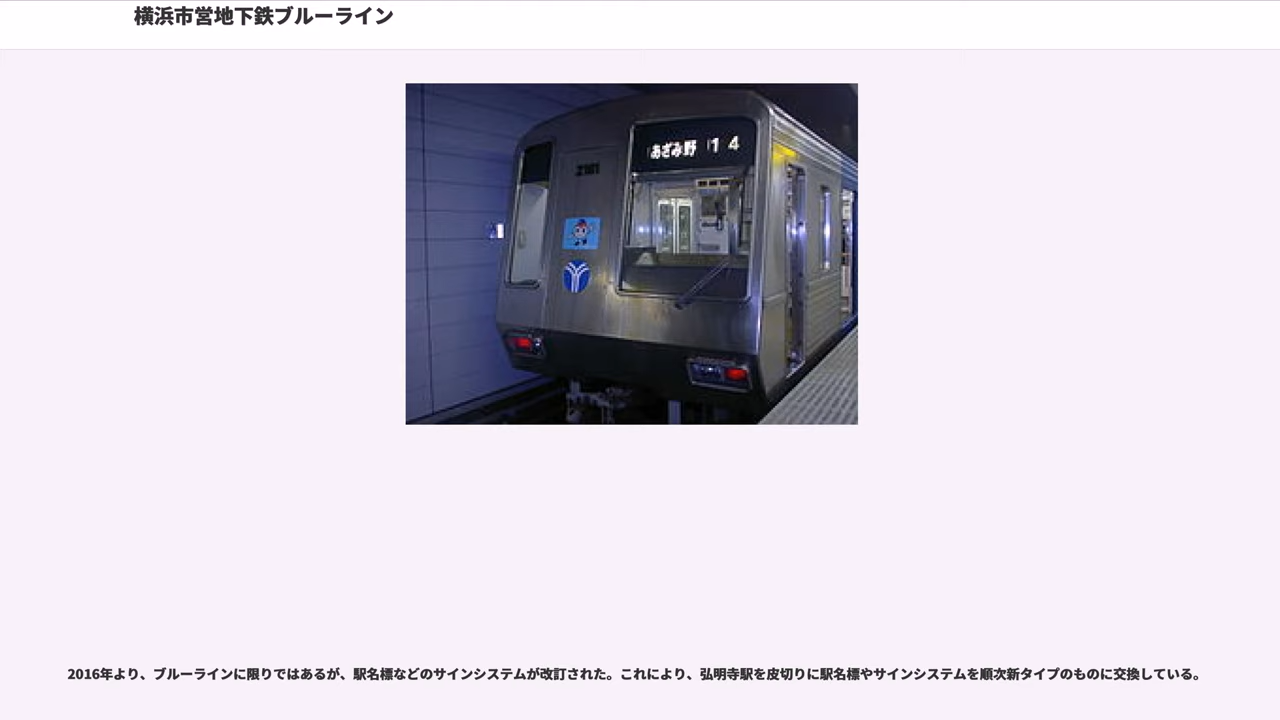 横浜市営地下鉄ブルーライン
あざみ野 14
2016年より、ブルーラインに限りではあるが、駅名標などのサインシステムが改訂された。これにより、弘明寺駅を皮切りに駅名標やサインシステムを順次新タイプのものに交換している。